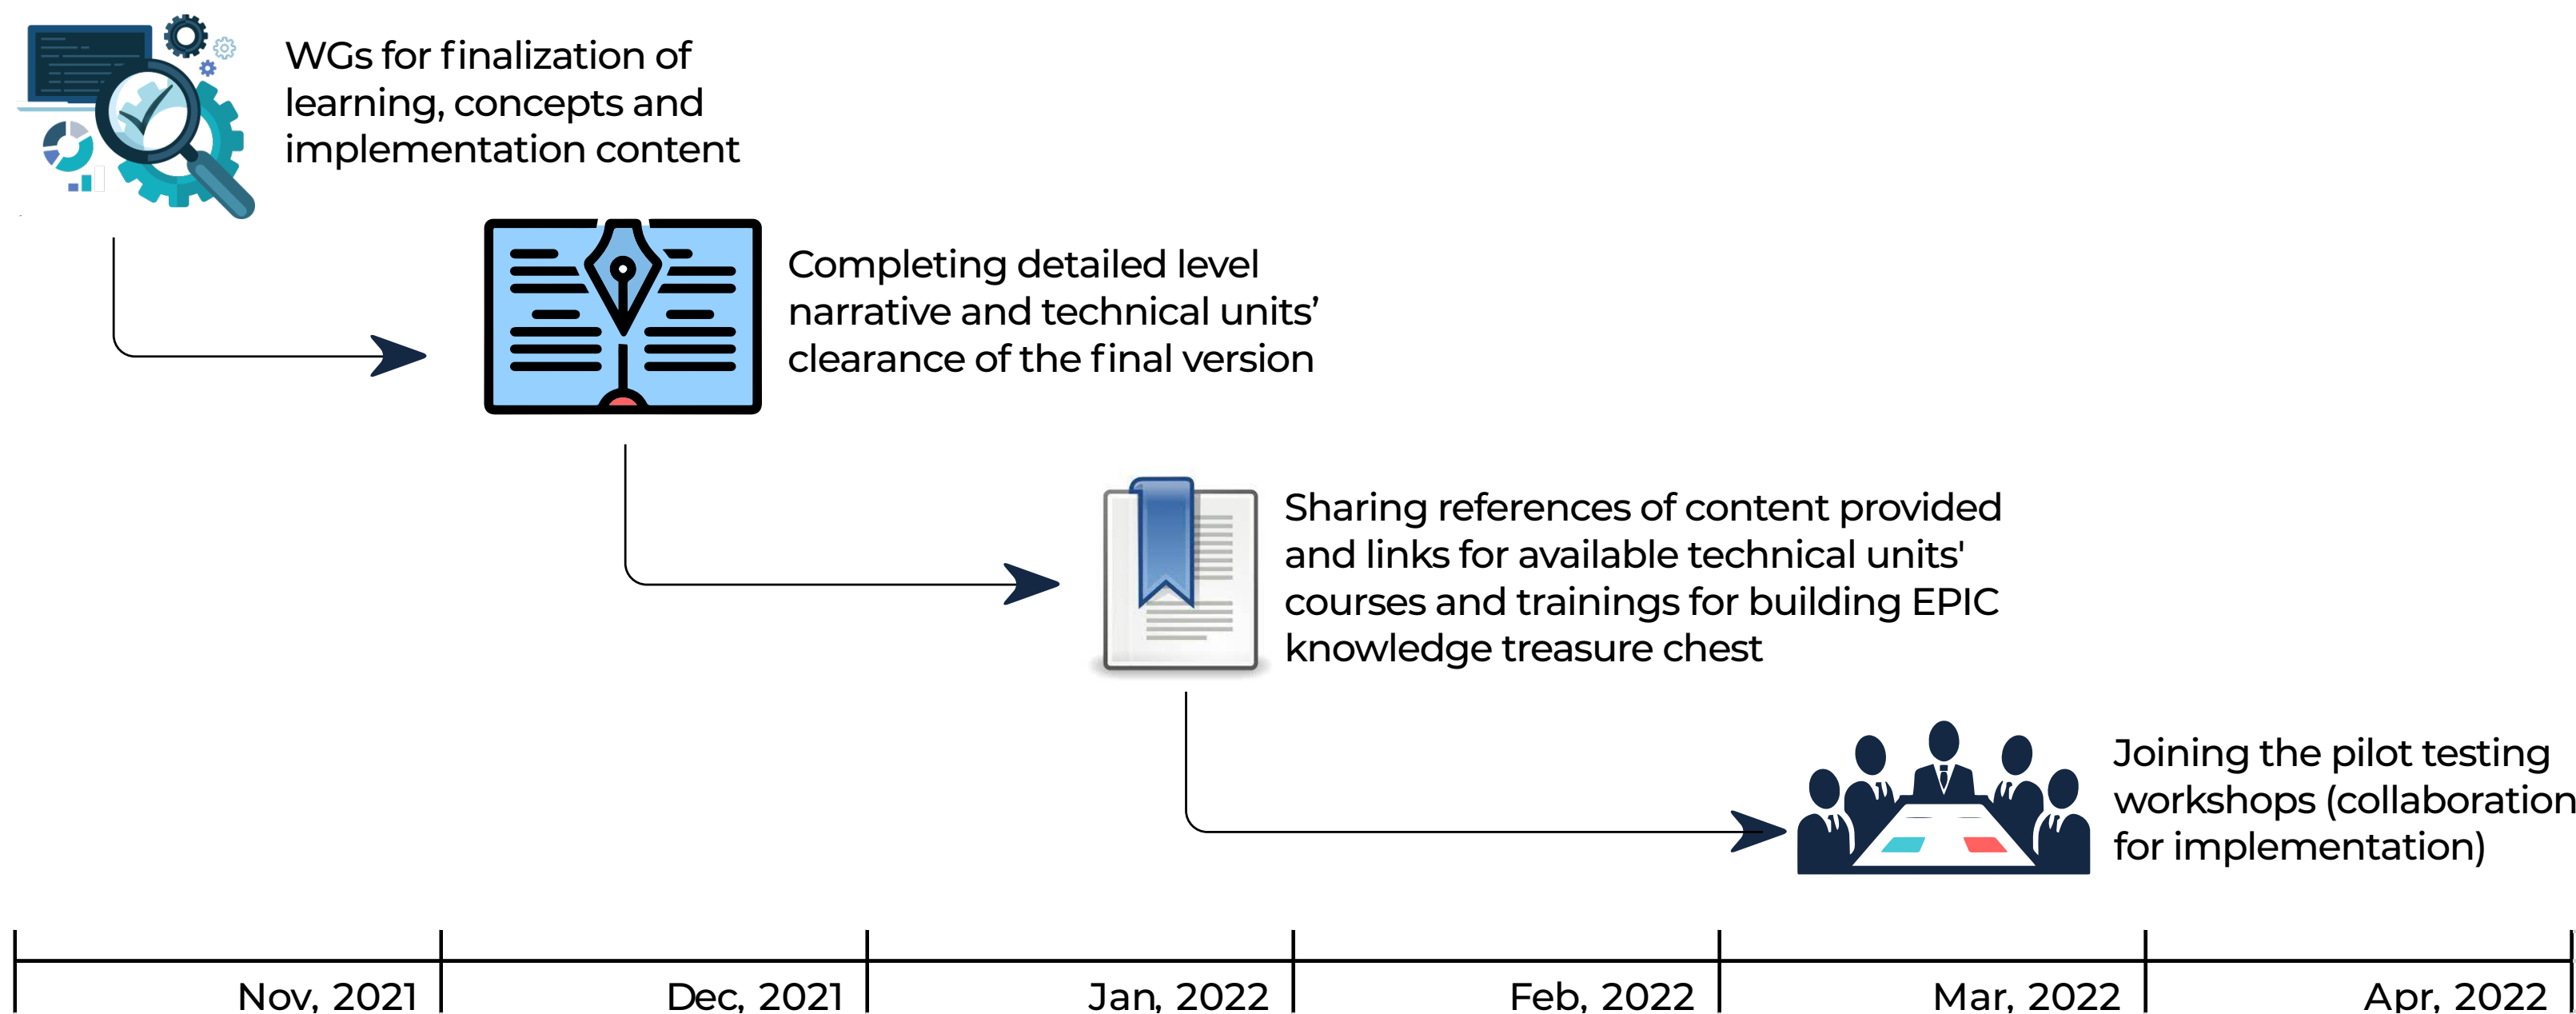 WGs for finalization of
learning, concepts and
implementation content
Completing detailed level
narrative and technical units’
clearance of the final version
Sharing references of content provided
and links for available technical units'
courses and trainings for building EPIC
knowledge treasure chest
Joining the pilot testing
workshops (collaboration
for implementation)
Nov, 2021
Dec, 2021
Jan, 2022
Feb, 2022
Mar, 2022
Apr, 2022